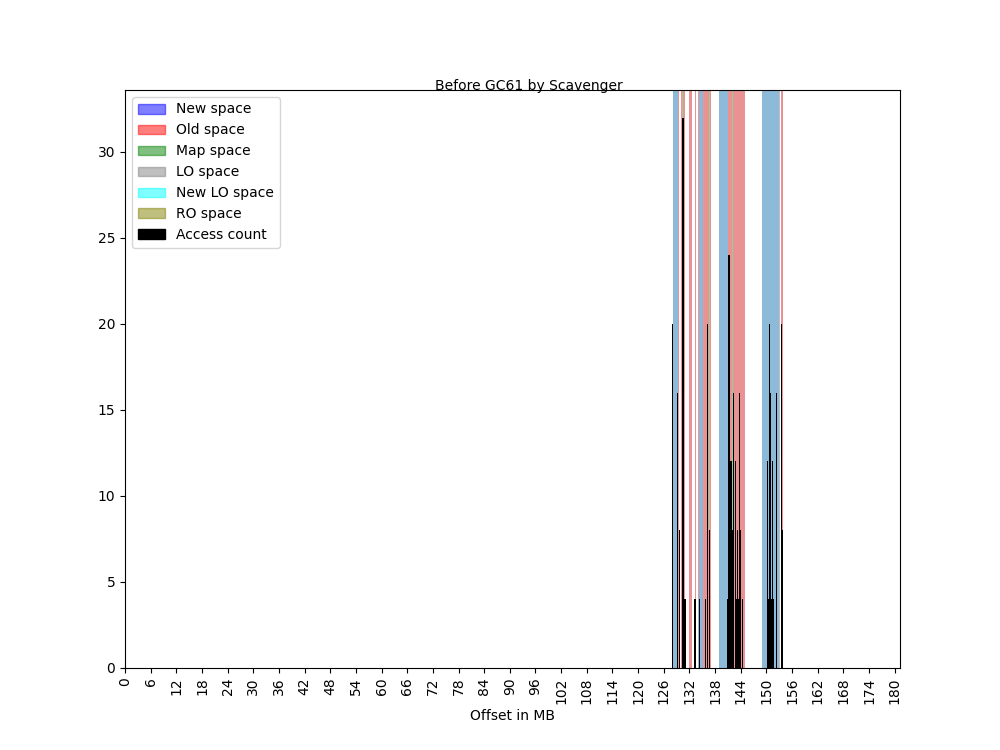 Before GC61 by Scavenger
New space
Old space
Map space
LO space
New LO space
RO space
Access count
30
25
20
15
10
5
0
0 6 12 18 24 30 36 42 48 54 60 66 72 78 84 90 96 102 108 114 120 126 132 138 144 150 156 162 168 174 180
Offset in MB